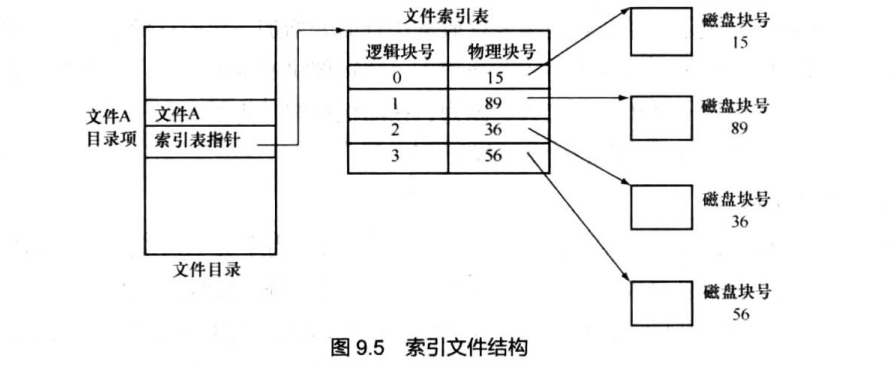 文件索引表
逻辑块号 物理块号
0 15
1 89
2 36
3 56
文件A
目录项
文件A
索引表指针
文件目录
磁盘块号
15
磁盘块号
89
磁盘块号
36
磁盘块号
56
图 9.5 索引文件结构